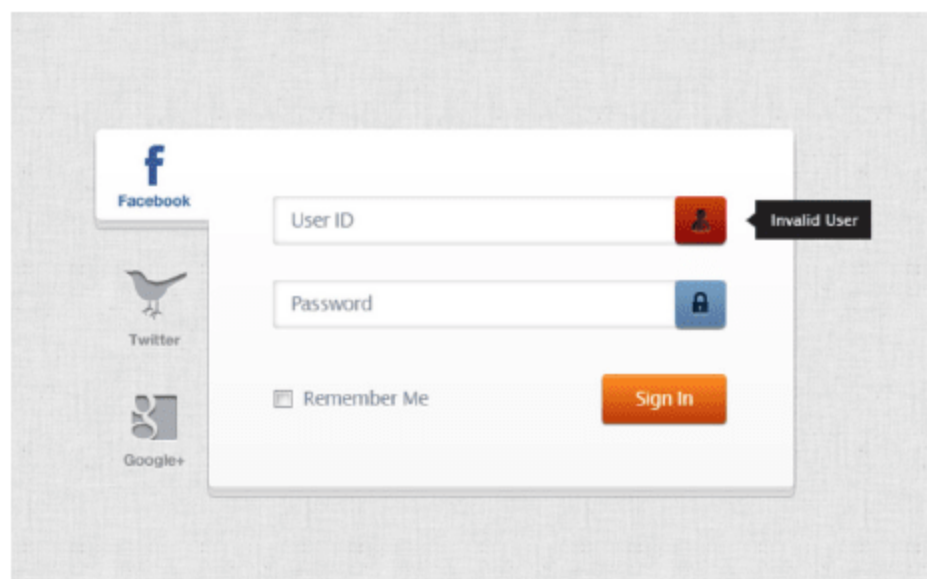 Facebook
User ID
Invalid User
Password
Twitter
Remember Me
Sign In
Google+